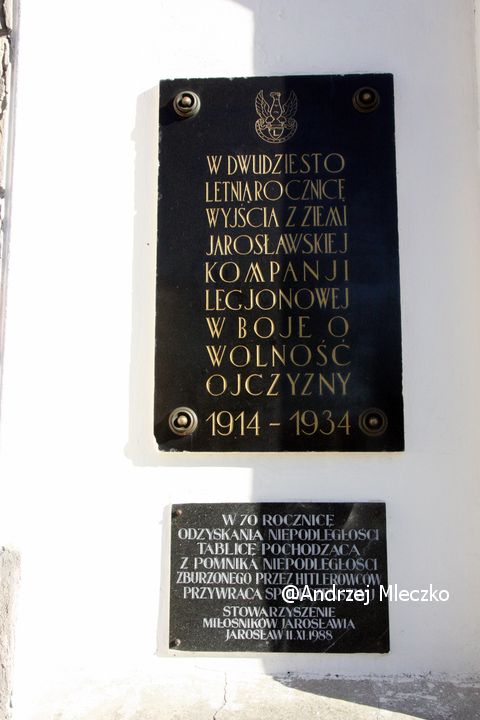 W DWUDZIESTO
LETNIĄ ROCZNICĘ
WYJŚCIA Z ZIEMI
JAROSŁAWSKIEJ
KOMPANJI
LEGJONOWEJ
W BOJE O
WOLNOŚĆ
OJCZYZNY
1914 - 1934
W 70 ROCZNICĘ
ODZYSKANIA NIEPODLEGŁOŚCI
TABLICĘ POCHODZĄCĄ
Z POMNIKA NIEPODLEGŁOŚCI
ZBURZONEGO PRZEZ HITLEROWCÓW
PRZYWRACA
@Andrzej Mleczko
STOWARZYSZENIE
MIŁOŚNIKÓW JAROSŁAWIA
JAROSŁAW 11.XI.1988